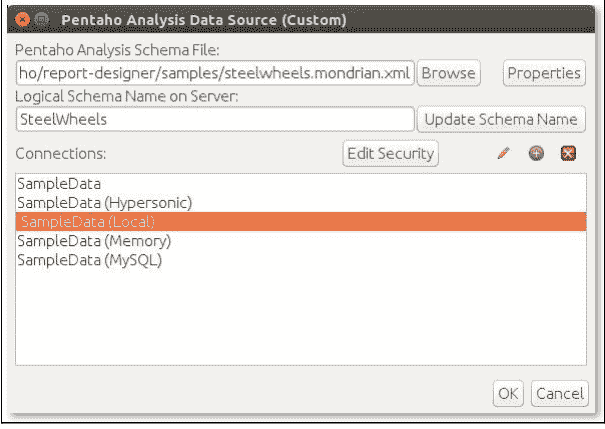 Pentaho Analysis Data Source (Custom)
Pentaho Analysis Schema File:
ho/report-designer/samples/steelwheels.mondrian.xml Browse Properties
Logical Schema Name on Server:
SteelWheels Update Schema Name
Connections: Edit Security
SampleData
SampleData (Hypersonic)
SampleData (Local)
SampleData (Memory)
SampleData (MySQL)
OK Cancel